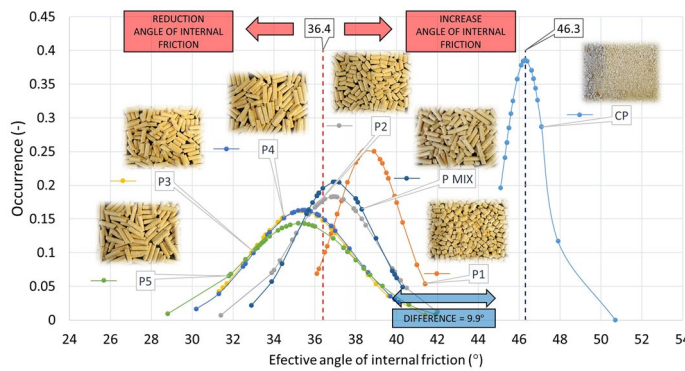 REDUCTION
ANGLE OF INTERNAL
FRICTION
36.4
INCREASE
ANGLE OF INTERNAL
FRICTION
46.3
0.45
0.4
0.35
0.3
0.25
0.2
0.15
0.1
0.05
0
Occurrence (-)
CP
P2
P4
P3
P MIX
P5
P1
DIFFERENCE = 9.9°
24 26 28 30 32 34 36 38 40 42 44 46 48 50 52 54
Efective angle of internal friction (°)